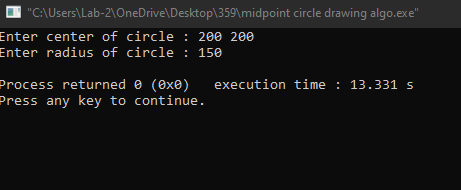 "C:\Users\Lab-2\OneDrive\Desktop\359\midpoint circle drawing algo.exe"
Enter center of circle : 200 200
Enter radius of circle : 150
Process returned 0 (0x0)   execution time : 13.331 s
Press any key to continue.